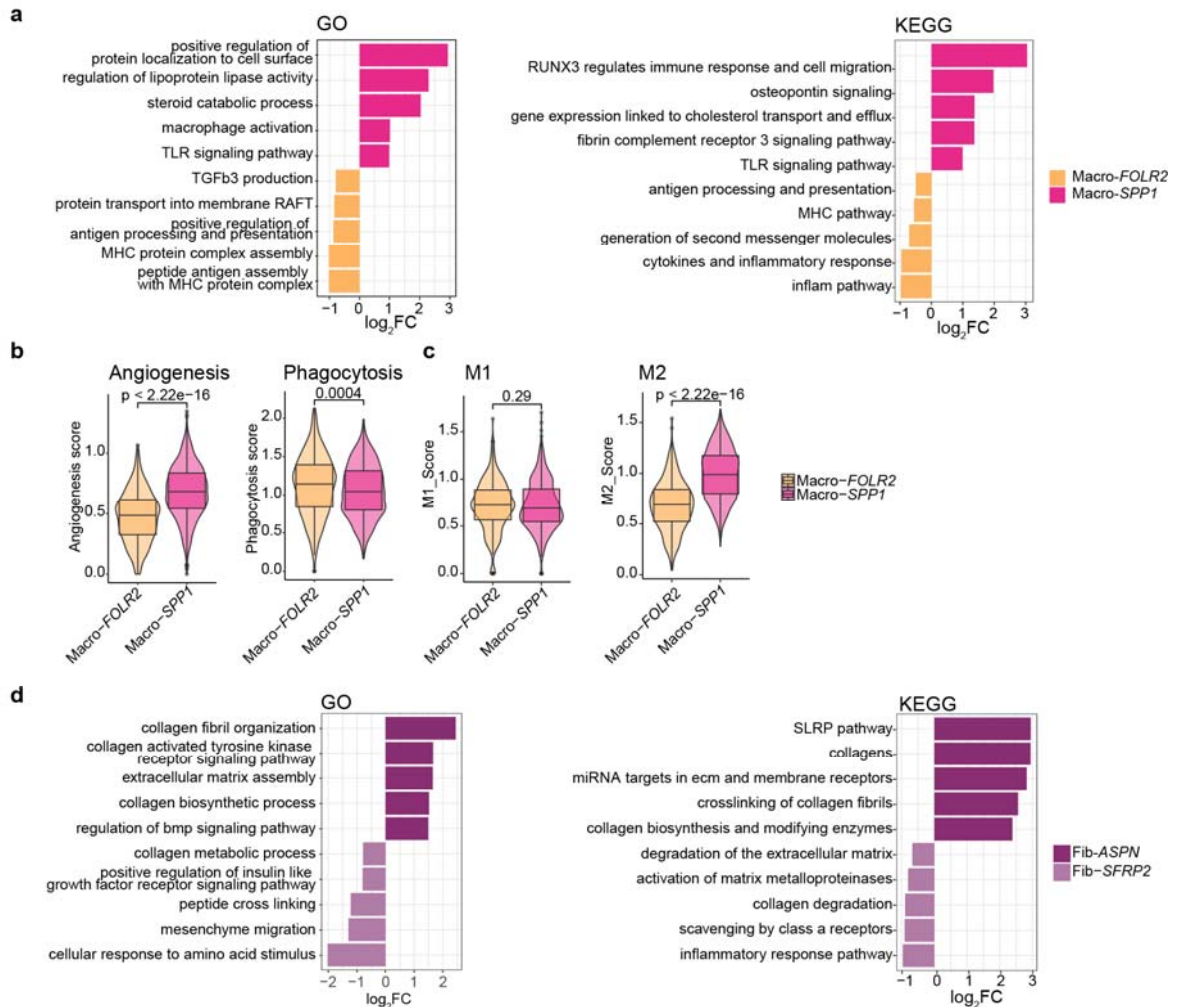 a
GO
positive regulation of
protein localization to cell surface
regulation of lipoprotein lipase activity
steroid catabolic process
macrophage activation
TLR signaling pathway
TGFb3 production
protein transport into membrane RAFT
positive regulation of
antigen processing and presentation
MHC protein complex assembly
peptide antigen assembly
with MHC protein complex
−1 0 1 2 3
log2FC
KEGG
RUNX3 regulates immune response and cell migration
osteopontin signaling
gene expression linked to cholesterol transport and efflux
fibrin complement receptor 3 signaling pathway
TLR signaling pathway
antigen processing and presentation
MHC pathway
generation of second messenger molecules
cytokines and inflammatory response
inflam pathway
−1 0 1 2 3
log2FC
Macro-FOLR2
Macro-SPP1
b
Angiogenesis
p < 2.22e−16
Angiogenesis score
1.0
0.5
0.0
Macro−FOLR2
Macro−SPP1
Phagocytosis
0.0004
Phagocytosis score
2.0
1.5
1.0
0.5
0.0
Macro−FOLR2
Macro−SPP1
c
M1
0.29
M1_Score
1.5
1.0
0.5
0.0
Macro−FOLR2
Macro−SPP1
M2
p < 2.22e−16
M2_Score
1.5
1.0
0.5
0.0
Macro−FOLR2
Macro−SPP1
Macro−FOLR2
Macro−SPP1
d
GO
collagen fibril organization
collagen activated tyrosine kinase
receptor signaling pathway
extracellular matrix assembly
collagen biosynthetic process
regulation of bmp signaling pathway
collagen metabolic process
positive regulation of insulin like
growth factor receptor signaling pathway
peptide cross linking
mesenchyme migration
cellular response to amino acid stimulus
−2 −1 0 1 2
log2FC
KEGG
SLRP pathway
collagens
miRNA targets in ecm and membrane receptors
crosslinking of collagen fibrils
collagen biosynthesis and modifying enzymes
degradation of the extracellular matrix
activation of matrix metalloproteinases
collagen degradation
scavenging by class a receptors
inflammatory response pathway
−1 0 1 2 3
log2FC
Fib-ASPN
Fib−SFRP2